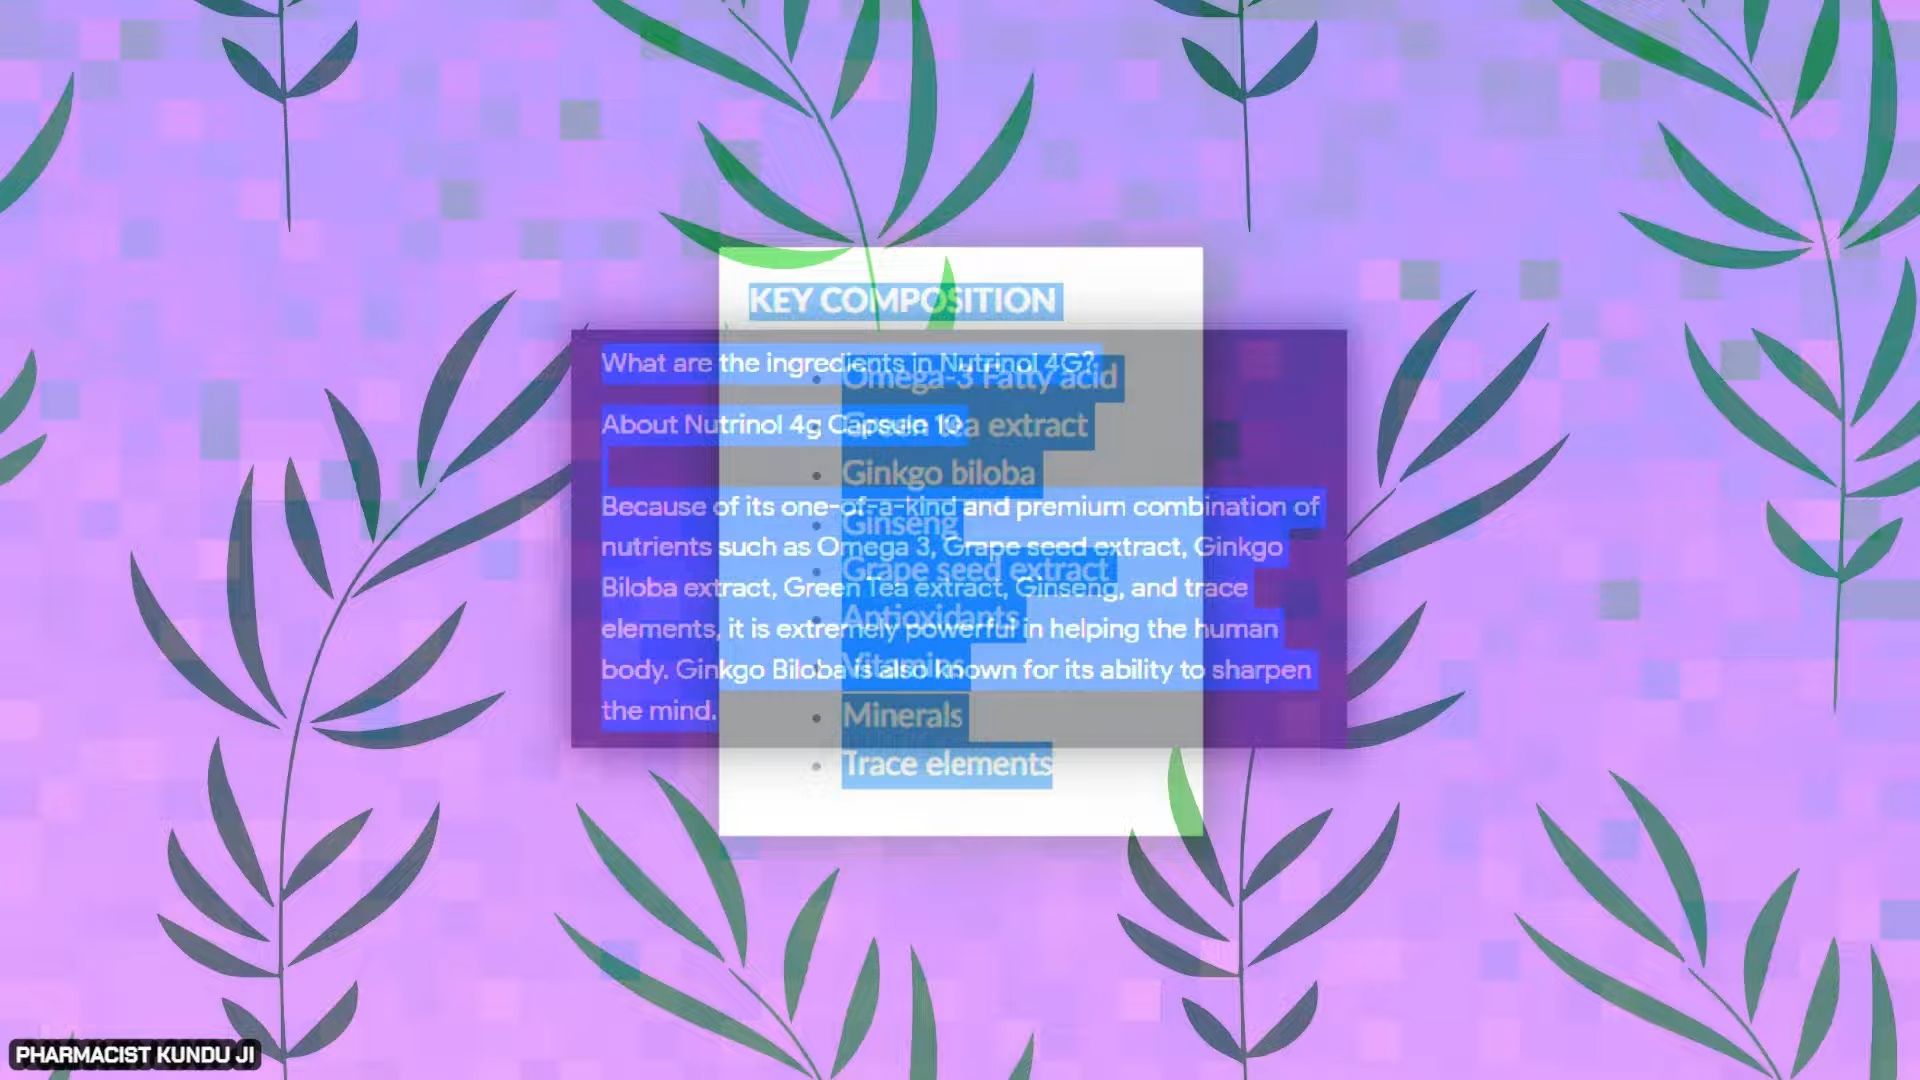 KEY COMPOSITION
What are the ingredients in Nutrinol 4G?
Omega-3 Fatty acid
About Nutrinol 4g Capsule 10
Green tea extract
Ginkgo biloba
Because of its one-of-a-kind and premium combination of
Ginseng
nutrients such as Omega 3, Grape seed extract, Ginkgo
Grape seed extract
Biloba extract, Green Tea extract, Ginseng, and trace
Antioxidants
elements, it is extremely powerful in helping the human
Vitamins
body. Ginkgo Biloba is also known for its ability to sharpen
the mind.
Minerals
Trace elements
PHARMACIST KUNDU JI